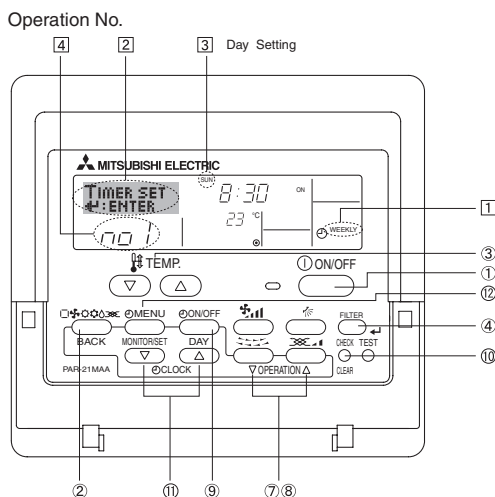 Operation No.
4 2 3 Day Setting
MITSUBISHI ELECTRIC
TIMER SET
↵:ENTER
SUN
8:30
ON
23 °C
no 1
WEEKLY
1
TEMP.
ON/OFF
③
①
⑫
MENU
ON/OFF
FILTER
④
BACK
MONITOR/SET
DAY
CHECK TEST
⑩
PAR-21MAA
CLOCK
▽ OPERATION △
CLEAR
② ⑪ ⑨ ⑦⑧